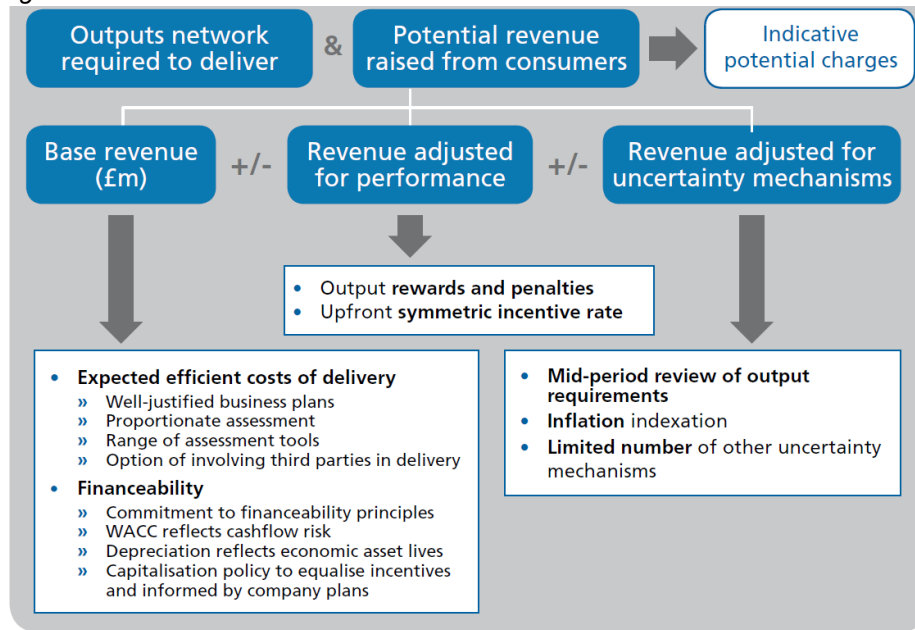 Outputs network
required to deliver
&
Potential revenue
raised from consumers
Indicative
potential charges
Base revenue
(£m)
+/-
Revenue adjusted
for performance
+/-
Revenue adjusted for
uncertainty mechanisms
• Output rewards and penalties
• Upfront symmetric incentive rate
• Expected efficient costs of delivery
» Well-justified business plans
» Proportionate assessment
» Range of assessment tools
» Option of involving third parties in delivery
• Financeability
» Commitment to financeability principles
» WACC reflects cashflow risk
» Depreciation reflects economic asset lives
» Capitalisation policy to equalise incentives
and informed by company plans
• Mid-period review of output
requirements
• Inflation indexation
• Limited number of other uncertainty
mechanisms